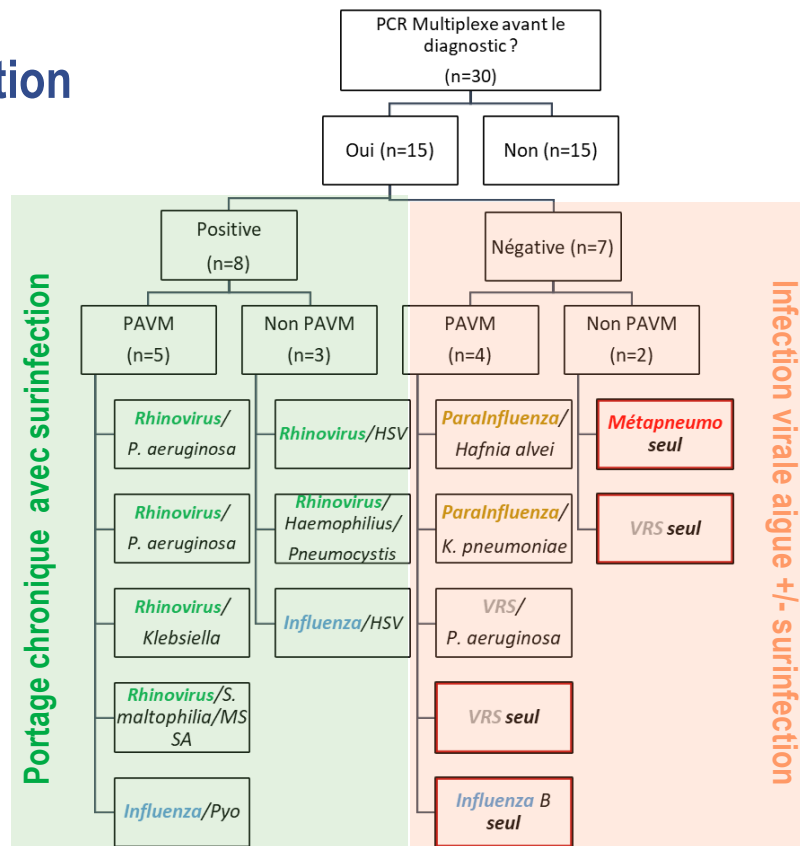 tion
PCR Multiplexe avant le
diagnostic ?
(n=30)
Oui (n=15)
Non (n=15)
Positive
(n=8)
Négative (n=7)
PAVM
(n=5)
Non PAVM
(n=3)
PAVM
(n=4)
Non PAVM
(n=2)
Portage chronique avec surinfection
Rhinovirus/
P. aeruginosa
Rhinovirus/
P. aeruginosa
Rhinovirus/
Klebsiella
Rhinovirus/S.
maltophilia/MS
SA
Influenza/Pyo
Rhinovirus/HSV
Rhinovirus/
Haemophilius/
Pneumocystis
Influenza/HSV
ParaInfluenza/
Hafnia alvei
ParaInfluenza/
K. pneumoniae
VRS/
P. aeruginosa
VRS seul
Influenza B
seul
Métapneumo
seul
VRS seul
Infection virale aigue +/- surinfection